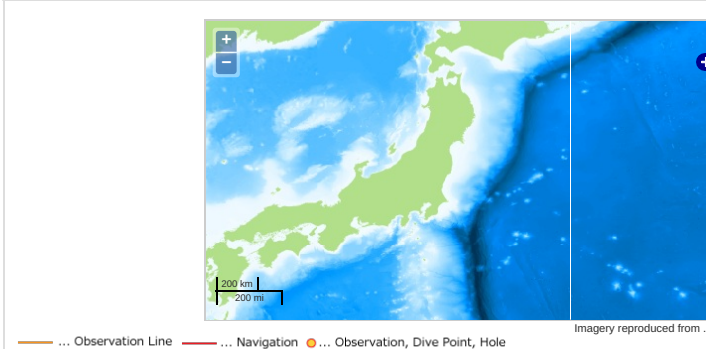 +
−
200 km
200 mi
Imagery reproduced from .
... Observation Line ... Navigation ... Observation, Dive Point, Hole